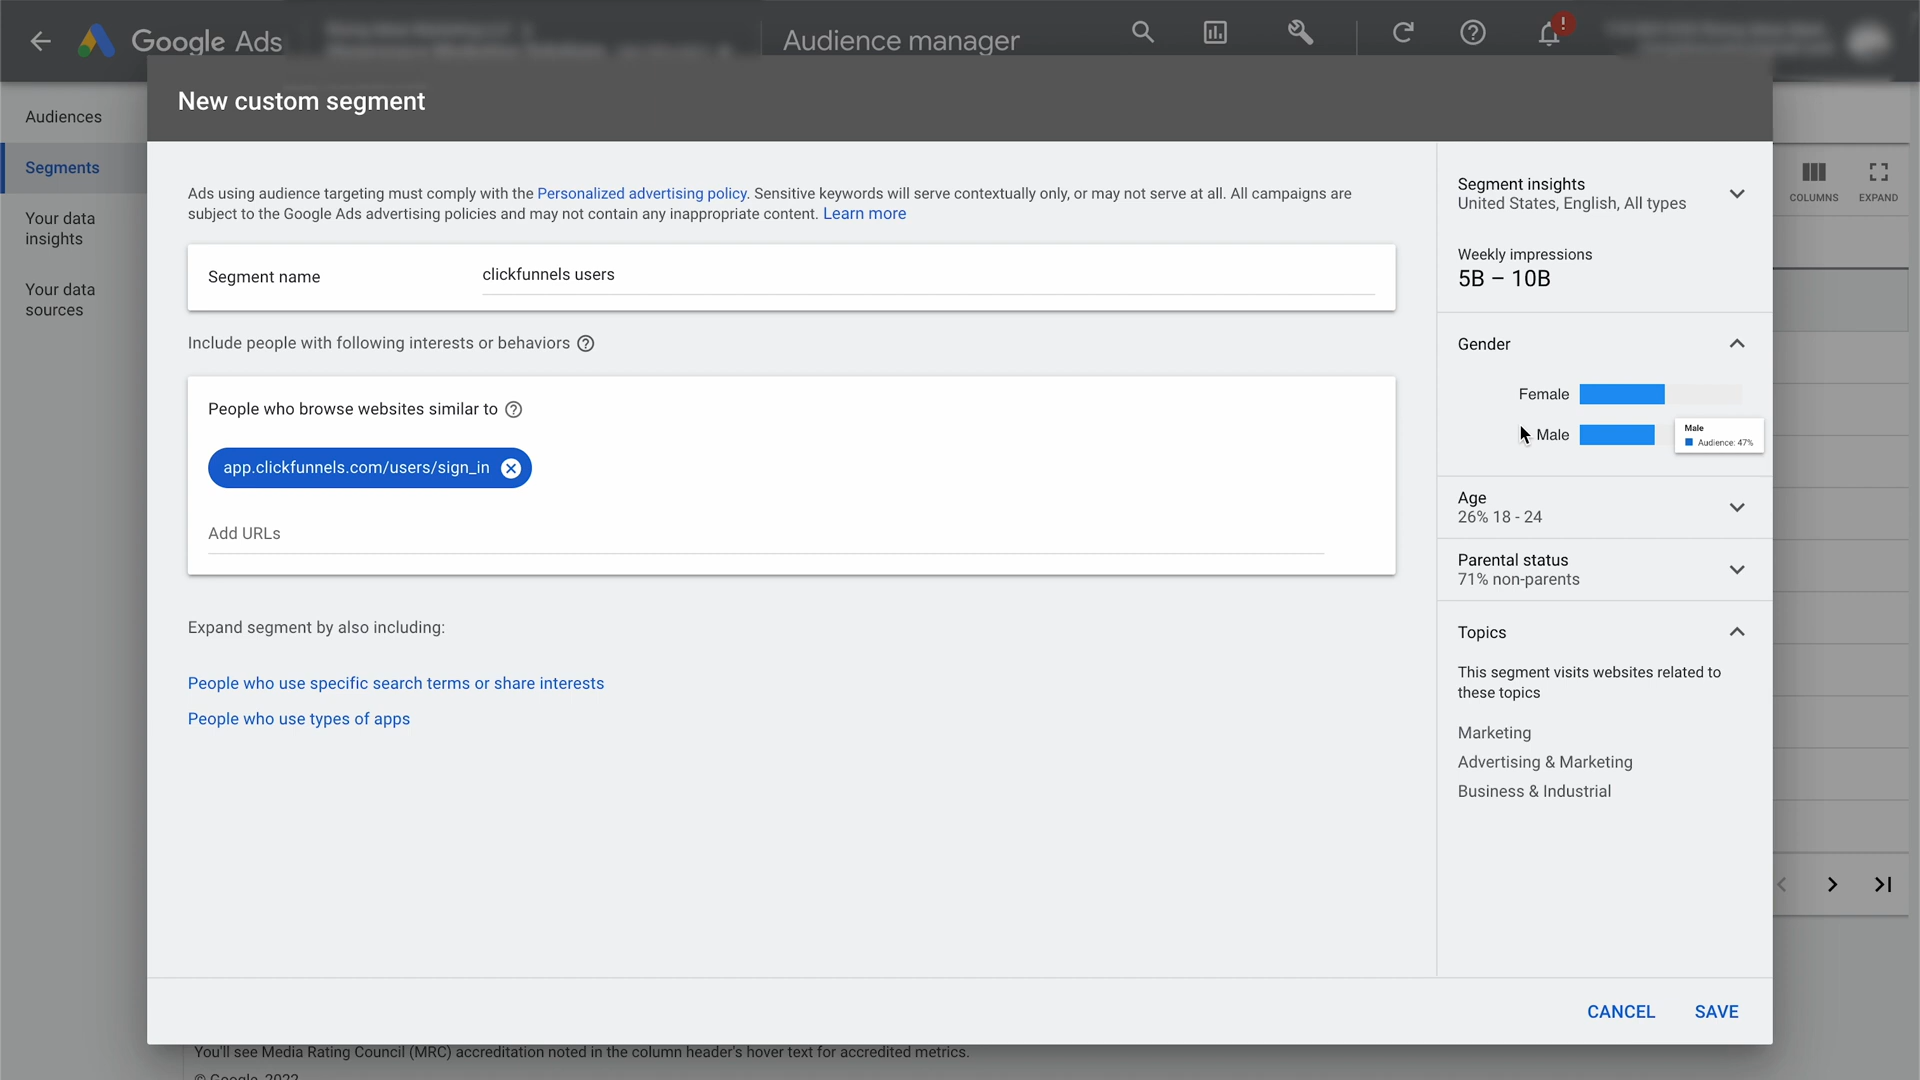 Google Ads
Audience manager
!
New custom segment
Audiences
Segments
Your data
insights
Your data
sources
Ads using audience targeting must comply with the Personalized advertising policy. Sensitive keywords will serve contextually only, or may not serve at all. All campaigns are
subject to the Google Ads advertising policies and may not contain any inappropriate content. Learn more
Segment name
clickfunnels users
Include people with following interests or behaviors
People who browse websites similar to
app.clickfunnels.com/users/sign_in
Add URLs
Expand segment by also including:
People who use specific search terms or share interests
People who use types of apps
Segment insights
United States, English, All types
Weekly impressions
5B – 10B
Gender
Female
Male
Male
Audience: 47%
Age
26% 18 - 24
Parental status
71% non-parents
Topics
This segment visits websites related to
these topics
Marketing
Advertising & Marketing
Business & Industrial
COLUMNS
EXPAND
CANCEL
SAVE
You'll see Media Rating Council (MRC) accreditation noted in the column header's hover text for accredited metrics.
© Google, 2022